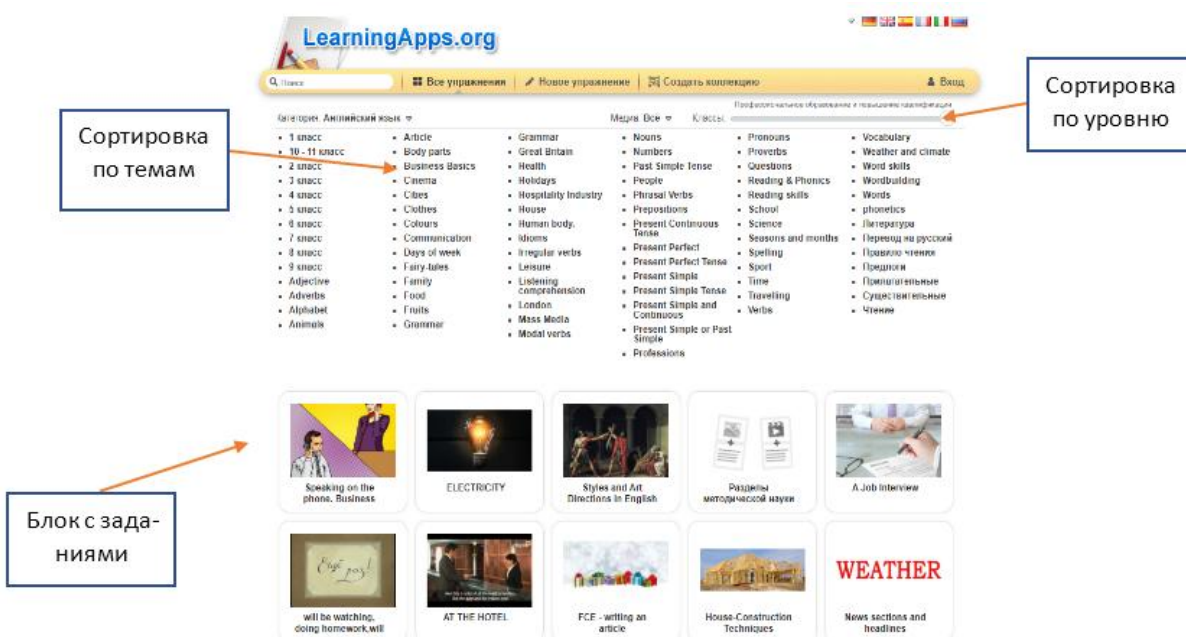 LearningApps.org
Поиск
Все упражнения
Новое упражнение
Создать коллекцию
Вход
Профессиональное образование и повышение квалификации
Категория: Английский язык
Медиа: Все
Классы:
Сортировка
по темам
Сортировка
по уровню
1 класс
10 - 11 класс
2 класс
3 класс
4 класс
5 класс
6 класс
7 класс
8 класс
9 класс
Adjective
Adverbs
Alphabet
Animals
Article
Body parts
Business Basics
Cinema
Cities
Clothes
Colours
Communication
Days of week
Fairy-tales
Family
Food
Fruits
Grammar
Grammar
Great Britain
Health
Holidays
Hospitality Industry
House
Human body.
Idioms
Irregular verbs
Leisure
Listening
comprehension
London
Mass Media
Modal verbs
Nouns
Numbers
Past Simple Tense
People
Phrasal Verbs
Prepositions
Present Continuous
Tense
Present Perfect
Present Perfect Tense
Present Simple
Present Simple Tense
Present Simple and
Continuous
Present Simple or Past
Simple
Professions
Pronouns
Proverbs
Questions
Reading & Phonics
Reading skills
School
Science
Seasons and months
Spelling
Sport
Time
Travelling
Verbs
Vocabulary
Weather and climate
Word skills
Wordbuilding
Words
phonetics
Литература
Перевод на русский
Правило чтения
Предлоги
Прилагательные
Существительные
Чтение
Блок с зада-
ниями
Speaking on the
phone. Business
ELECTRICITY
Styles and Art
Directions in English
Разделы
методической науки
A Job Interview
Ещё раз!
WEATHER
will be watching,
doing homework,will
AT THE HOTEL
FCE - writing an
article
House-Construction
Techniques
News sections and
headlines